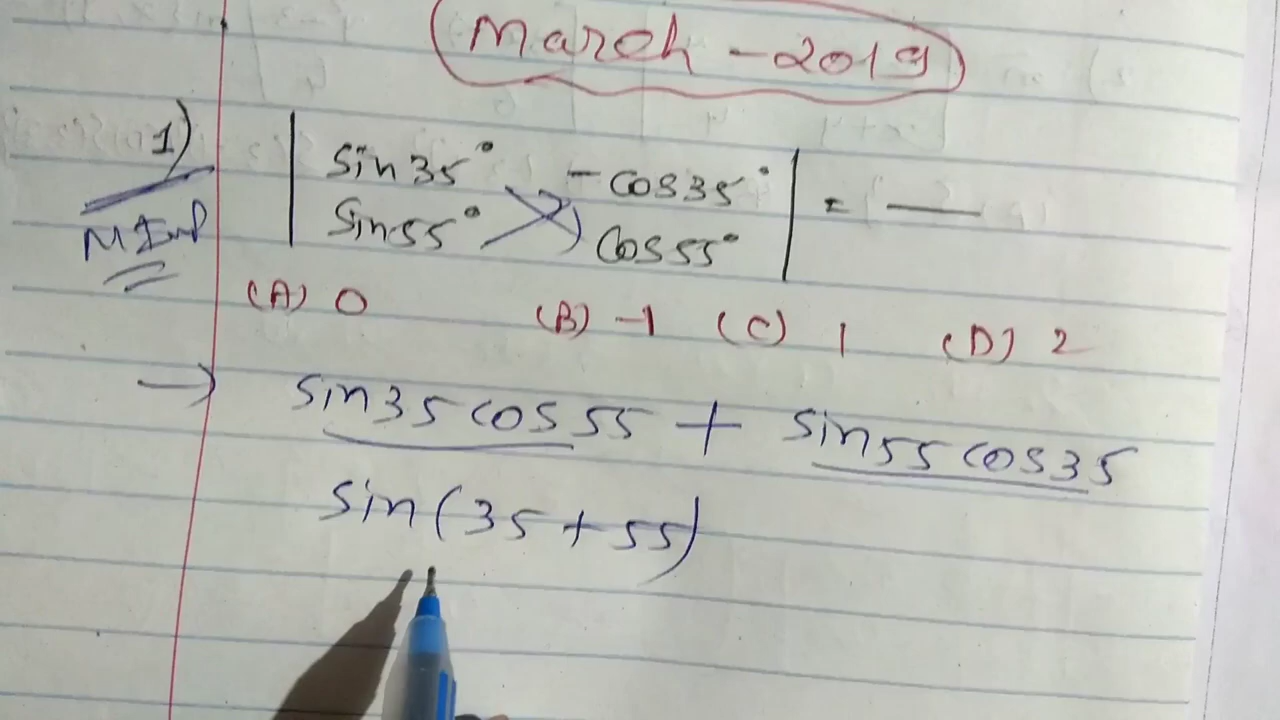 March - 2019
1) | sin35° -cos35° | = ___
M Imp | Sin55° Cos55° |
(A) 0 (B) -1 (C) 1 (D) 2
→ sin35 cos55 + sin55 cos35
sin(35+55)